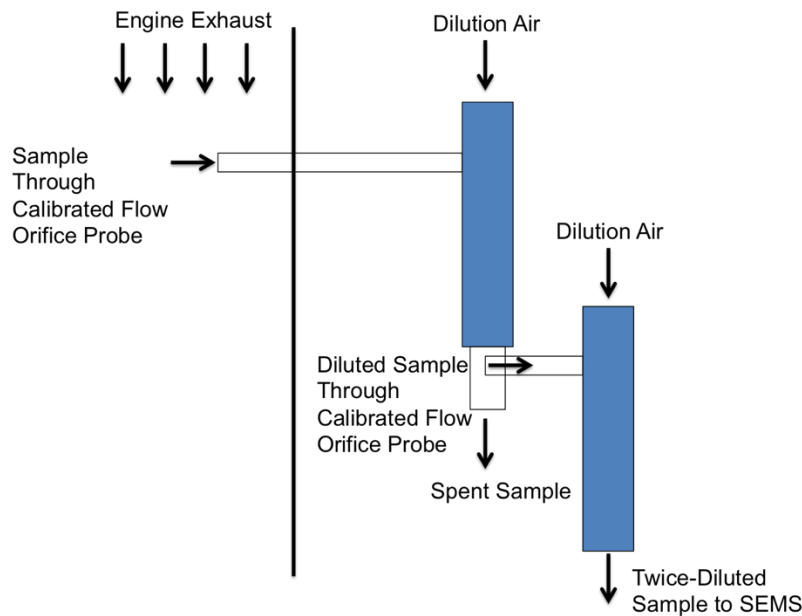 Engine Exhaust
Dilution Air
Sample
Through
Calibrated Flow
Orifice Probe
Dilution Air
Diluted Sample
Through
Calibrated Flow
Orifice Probe
Spent Sample
Twice-Diluted
Sample to SEMS